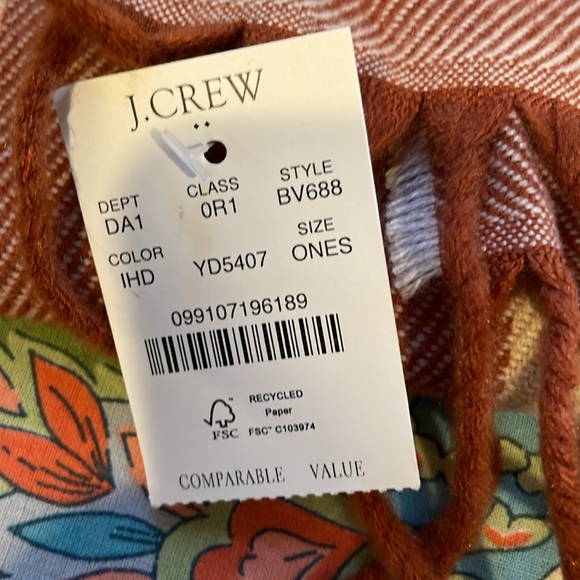 J.CREW
DEPT CLASS STYLE
DA1 0R1 BV688
COLOR SIZE
IHD YD5407 ONES
099107196189
RECYCLED
Paper
FSC FSC™ C103974
COMPARABLE VALUE